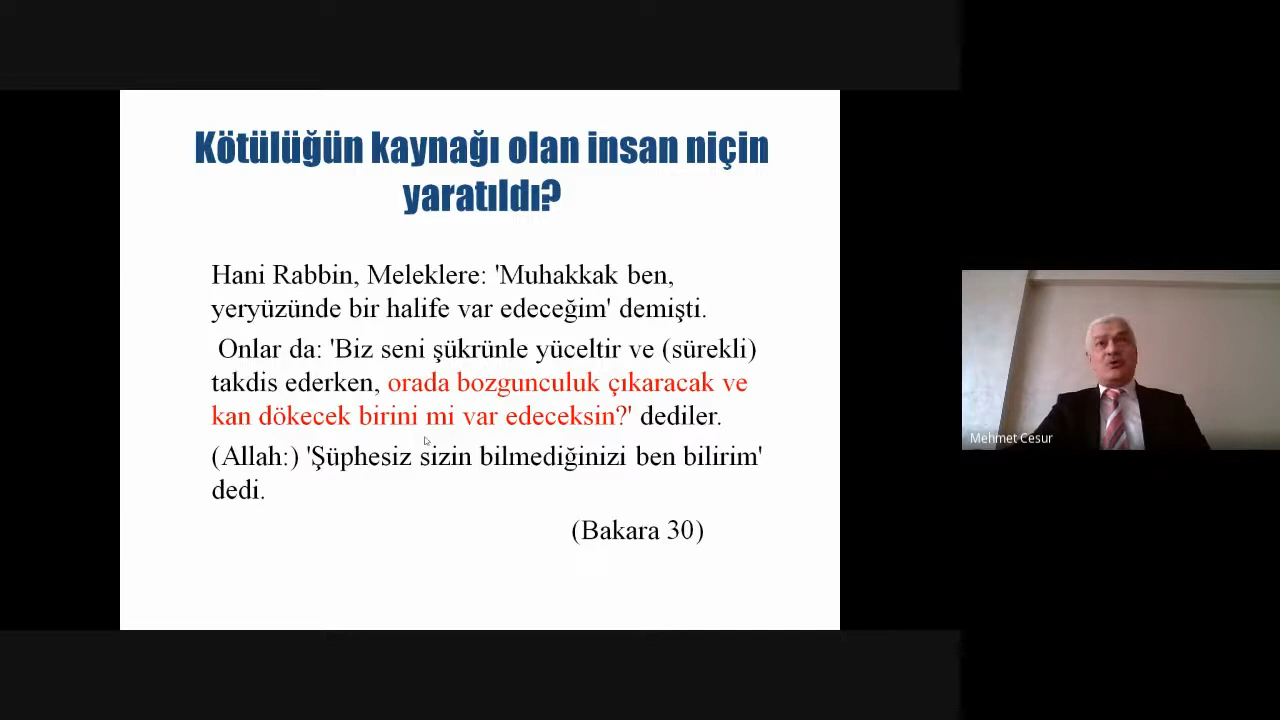 Kötülüğün kaynağı olan insan niçin
yaratıldı?
Hani Rabbin, Meleklere: 'Muhakkak ben,
yeryüzünde bir halife var edeceğim' demişti.
Onlar da: 'Biz seni şükrünle yüceltir ve (sürekli)
takdis ederken, orada bozgunculuk çıkaracak ve
kan dökecek birini mi var edeceksin?' dediler.
(Allah:) 'Şüphesiz sizin bilmediğinizi ben bilirim'
dedi.
(Bakara 30)
Mehmet Cesur